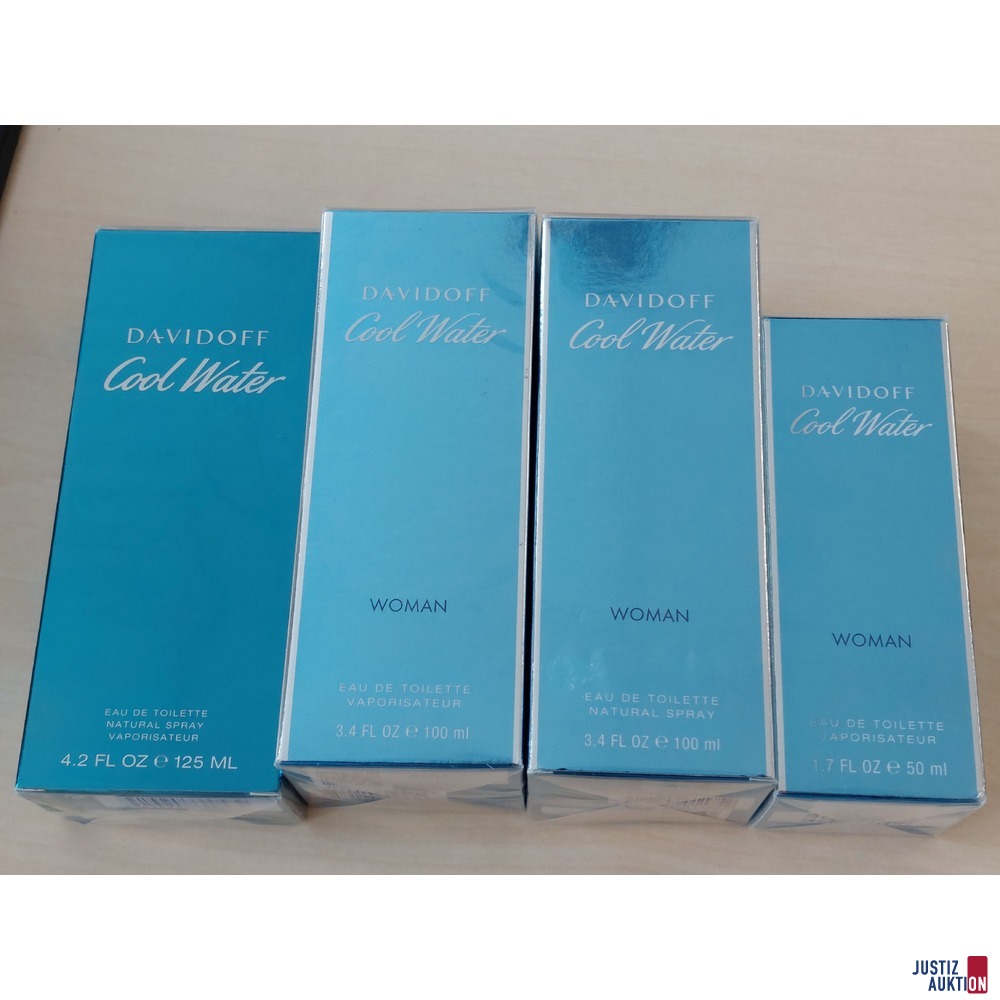 DAVIDOFF
Cool Water
EAU DE TOILETTE
NATURAL SPRAY
VAPORISATEUR
4.2 FL OZ e 125 ML
DAVIDOFF
Cool Water
WOMAN
EAU DE TOILETTE
VAPORISATEUR
3.4 FL OZ e 100 ml
DAVIDOFF
Cool Water
WOMAN
EAU DE TOILETTE
NATURAL SPRAY
3.4 FL OZ e 100 ml
DAVIDOFF
Cool Water
WOMAN
EAU DE TOILETTE
VAPORISATEUR
1.7 FL OZ e 50 ml
JUSTIZ
AUKTION